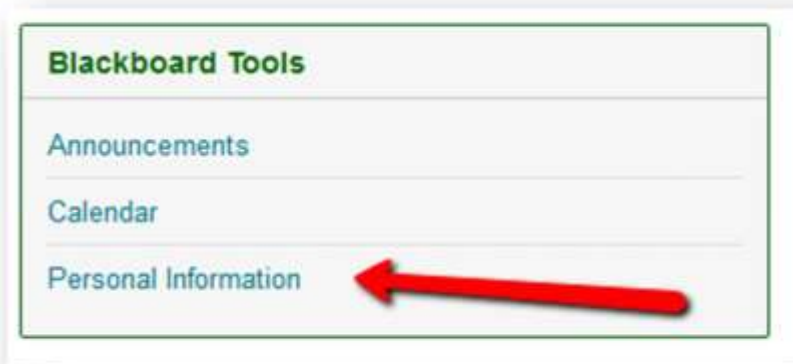 Blackboard Tools
Announcements
Calendar
Personal Information